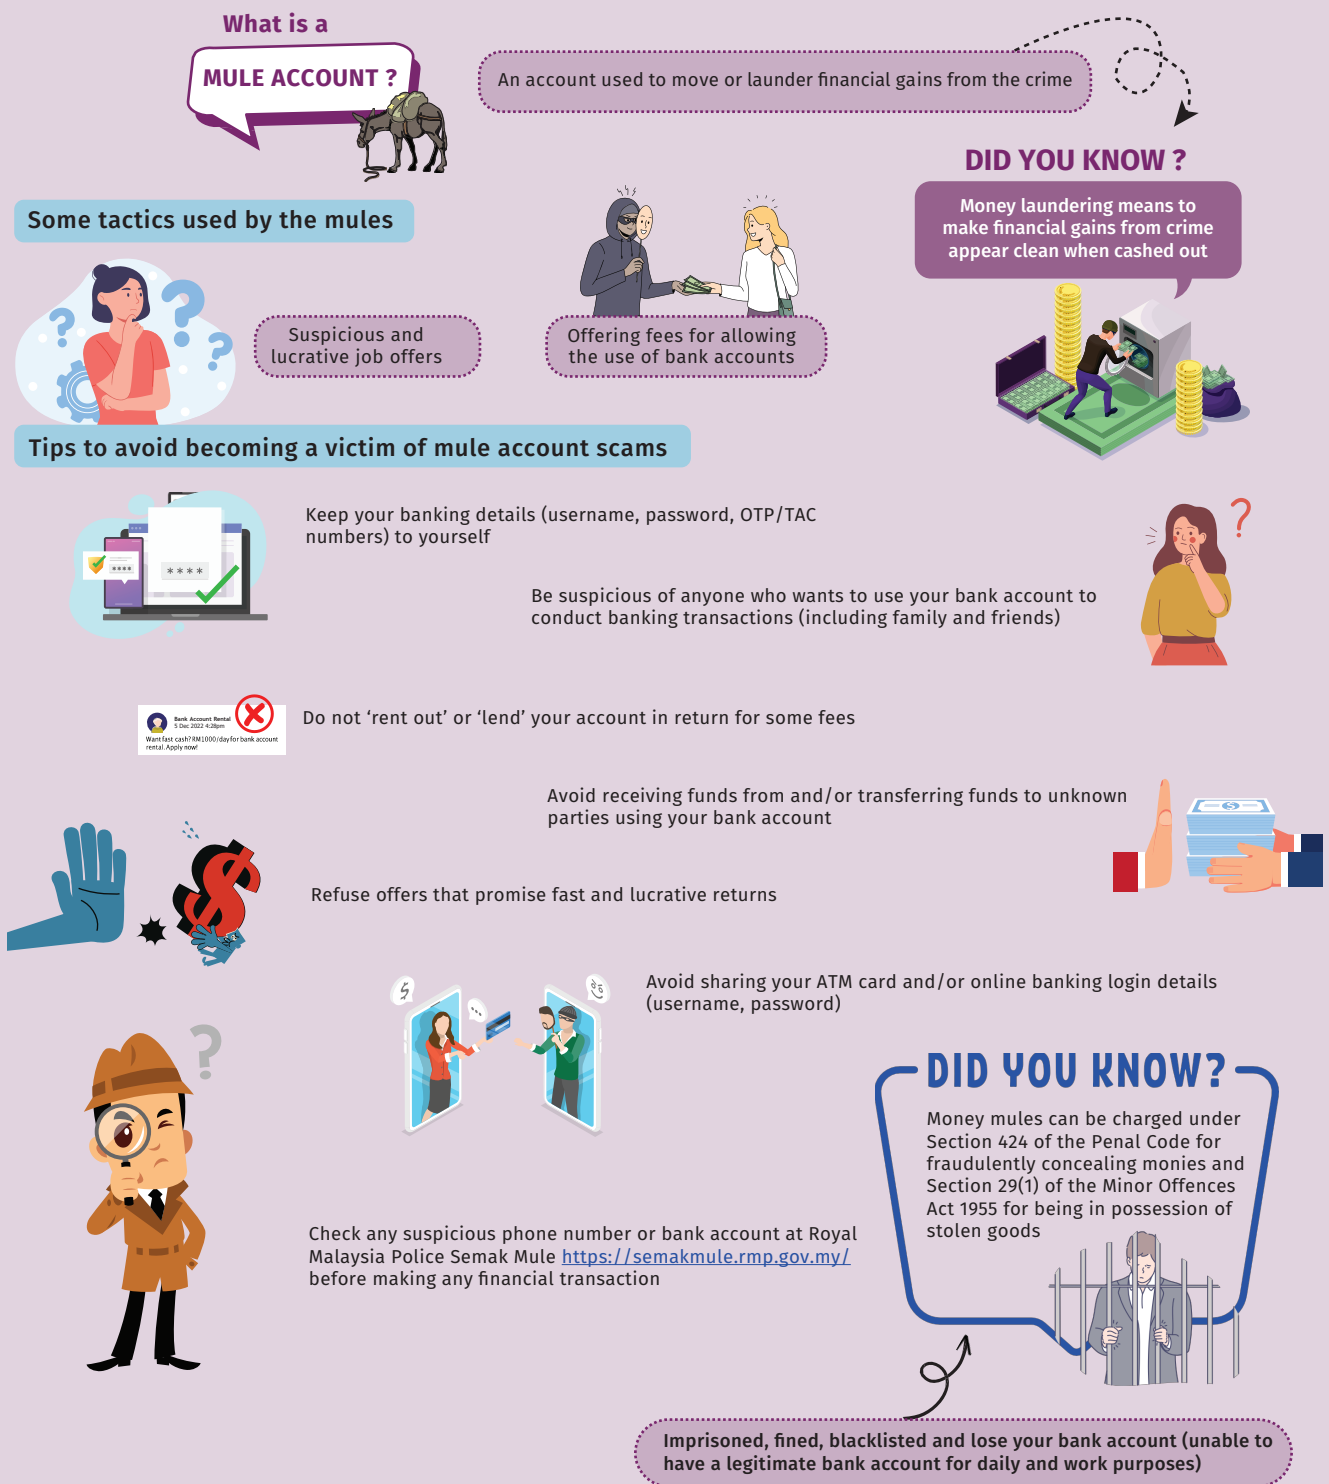 What is a
MULE ACCOUNT ?
An account used to move or launder financial gains from the crime
DID YOU KNOW ?
Money laundering means to
make financial gains from crime
appear clean when cashed out
Some tactics used by the mules
Suspicious and
lucrative job offers
Offering fees for allowing
the use of bank accounts
Tips to avoid becoming a victim of mule account scams
****
****
Keep your banking details (username, password, OTP/TAC
numbers) to yourself
Be suspicious of anyone who wants to use your bank account to
conduct banking transactions (including family and friends)
Bank Account Rental
5 Dec 2022 4:28pm
Want fast cash? RM1000/day for bank account
rental. Apply now!
Do not ‘rent out’ or ‘lend’ your account in return for some fees
Avoid receiving funds from and/or transferring funds to unknown
parties using your bank account
Refuse offers that promise fast and lucrative returns
Avoid sharing your ATM card and/or online banking login details
(username, password)
DID YOU KNOW?
Money mules can be charged under
Section 424 of the Penal Code for
fraudulently concealing monies and
Section 29(1) of the Minor Offences
Act 1955 for being in possession of
stolen goods
Check any suspicious phone number or bank account at Royal
Malaysia Police Semak Mule https://semakmule.rmp.gov.my/
before making any financial transaction
Imprisoned, fined, blacklisted and lose your bank account (unable to
have a legitimate bank account for daily and work purposes)